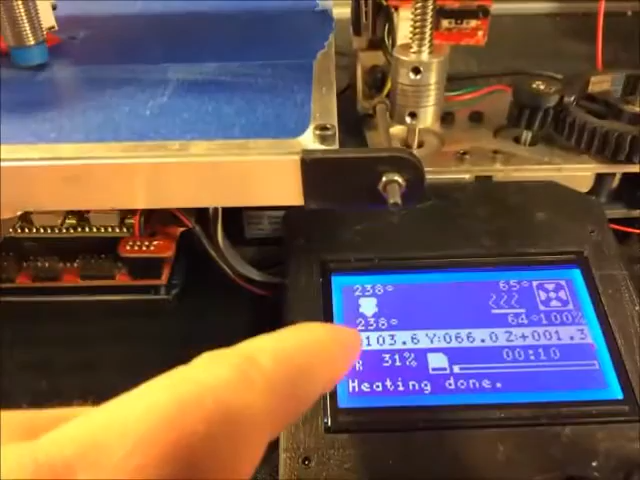 238° 65°
238° 64° 100%
103.6 Y:066.0 Z:+001.3
R 31% 00:10
Heating done.